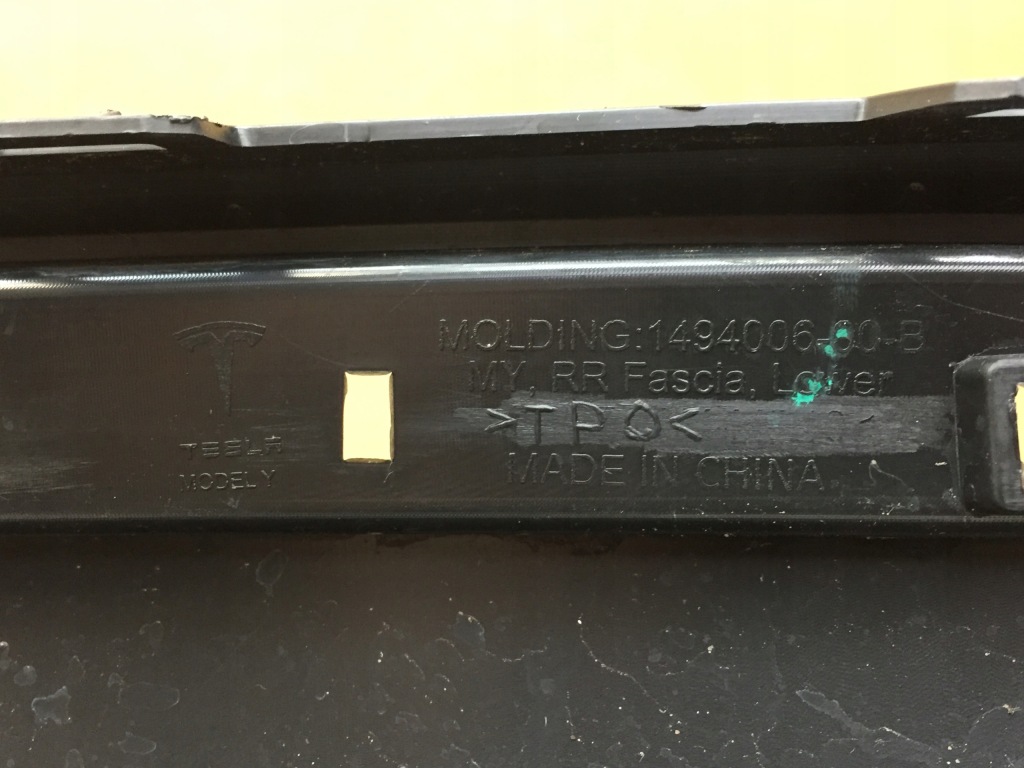 TESLA
MODEL Y
MOLDING:1494006-00-B
MY, RR Fascia, Lower
>TPO<
MADE IN CHINA